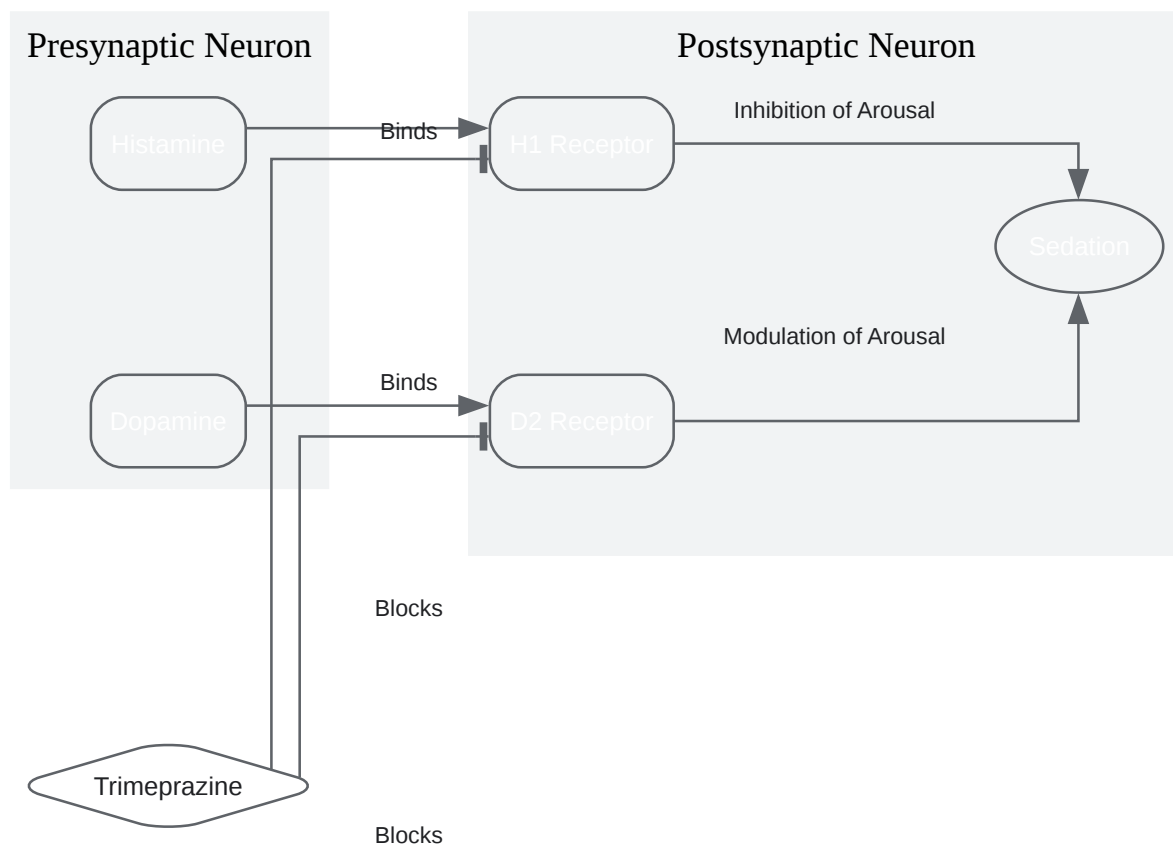 Presynaptic Neuron
Postsynaptic Neuron
Histamine
Binds
H1 Receptor
Inhibition of Arousal
Sedation
Modulation of Arousal
Dopamine
Binds
D2 Receptor
Blocks
Trimeprazine
Blocks